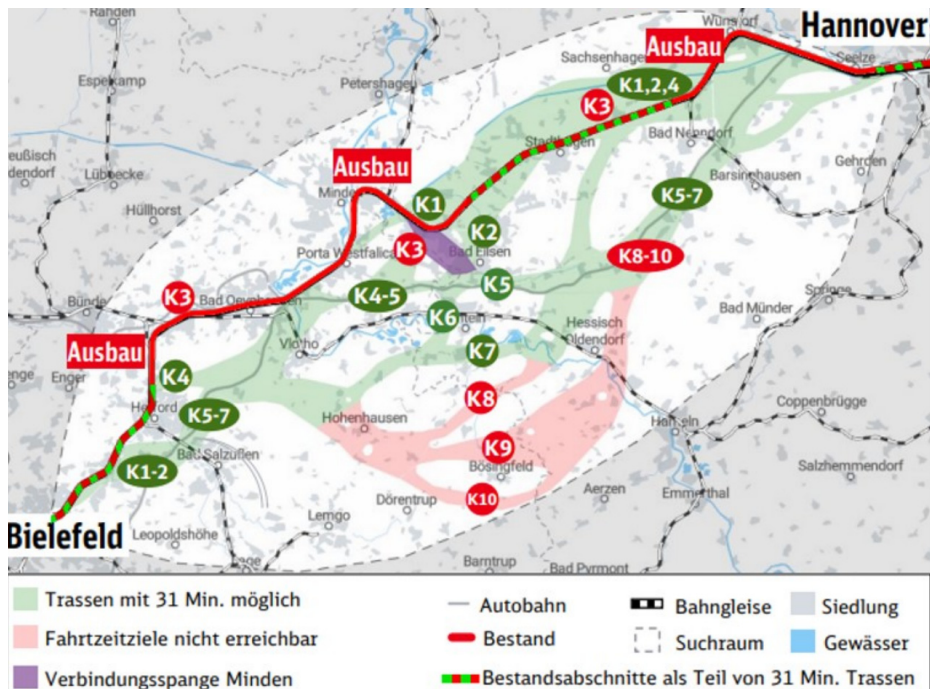 Rahden
Hannover
Wunstorf
Ausbau
Seelze
Sachsenhagen
Espelkamp
Petershagen
K1,2,4
K3
Stadthagen
Bad Nenndorf
Ausbau
Gehrden
Lübbecke
Minden
Barsinghausen
K1
K5-7
Hüllhorst
K2
K3
Porta Westfalica
Bad Eilsen
K8-10
K5
K3
K4-5
Bünde
Bad Oeynhausen
Springe
Bad Münder
K6
Hessisch
Oldendorf
Ausbau
Vlotho
K7
Enger
K4
K8
Coppenbrügge
Herford
K5-7
Hohenhausen
Hameln
K9
Bad Salzuflen
K1-2
Bösingfeld
Salzhemmendorf
K10
Dörentrup
Aerzen
Emmerthal
Lemgo
Bielefeld
Leopoldshöhe
Barntrup
Bad Pyrmont
Trassen mit 31 Min. möglich
Autobahn
Bahngleise
Siedlung
Fahrtzeitziele nicht erreichbar
Bestand
Suchraum
Gewässer
Verbindungsspange Minden
Bestandsabschnitte als Teil von 31 Min. Trassen